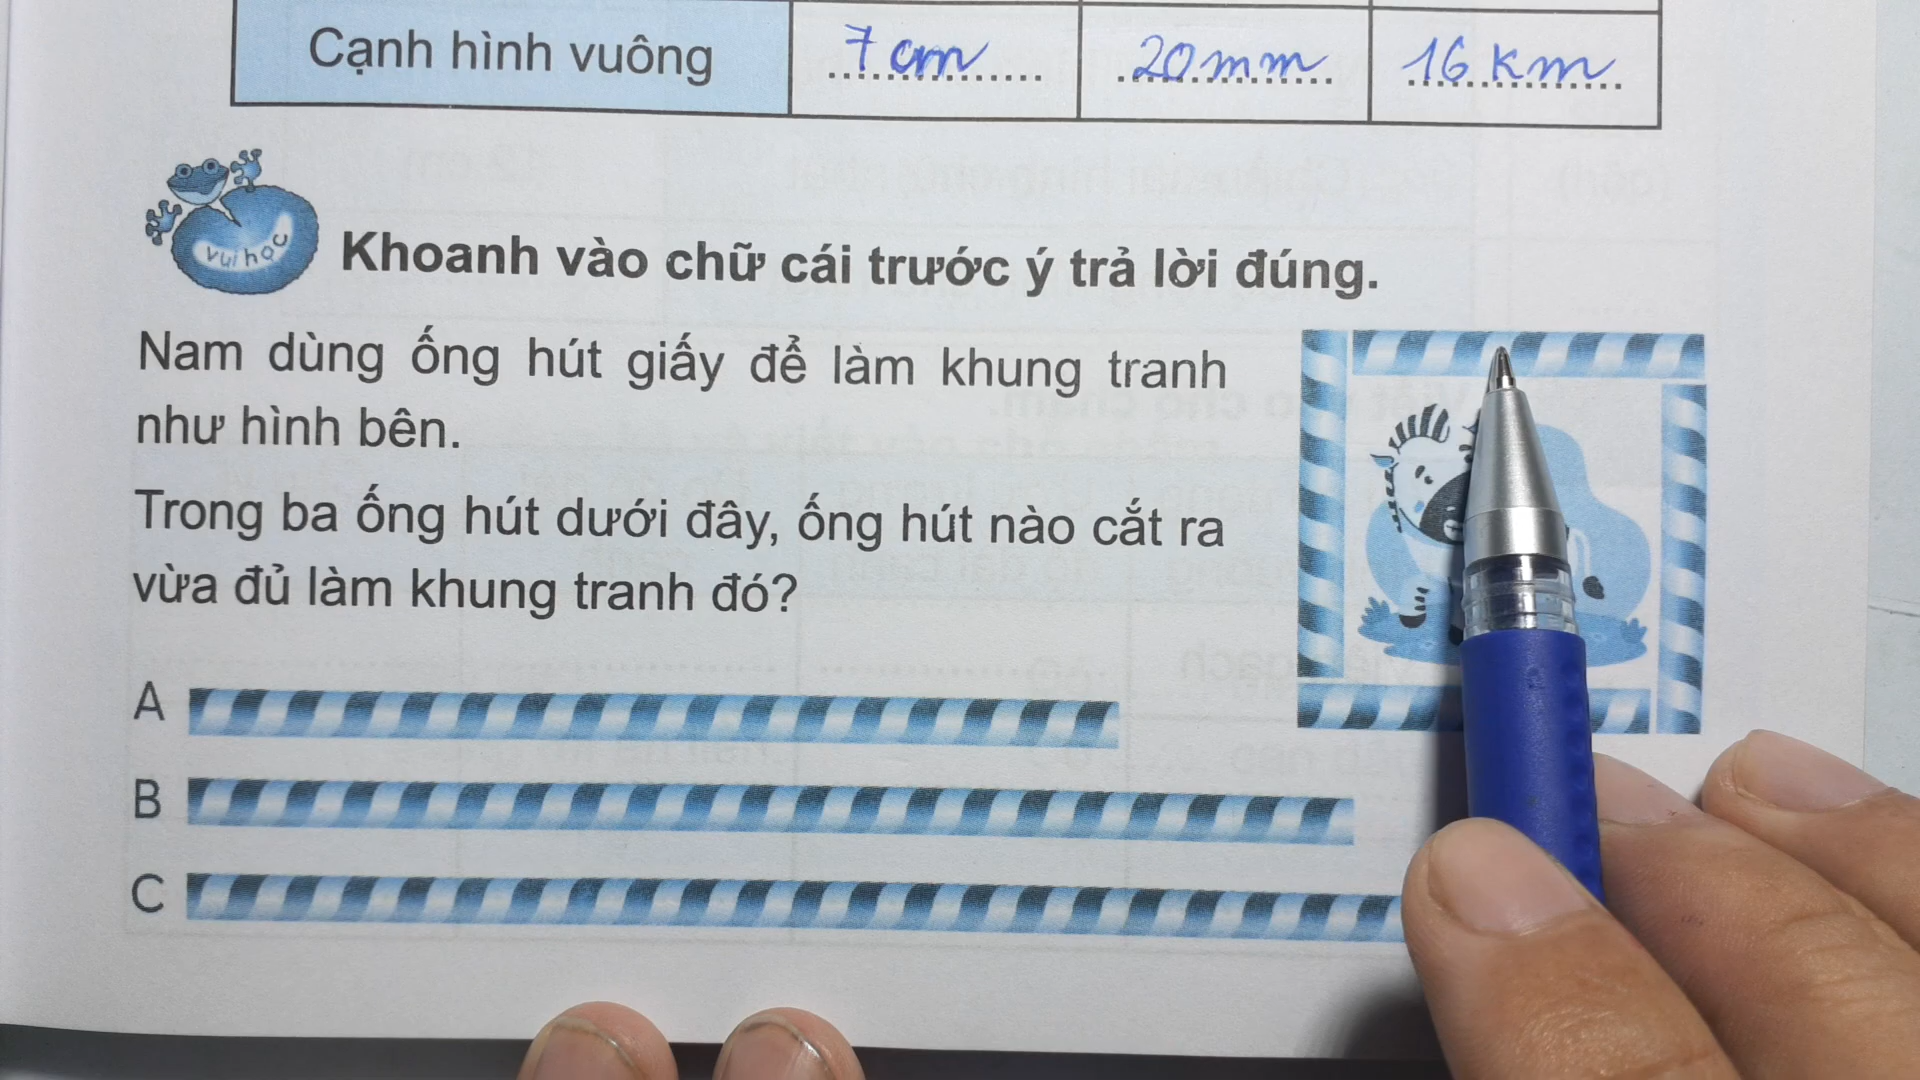 Cạnh hình vuông 7 cm 20 mm 16 km
vui học
Khoanh vào chữ cái trước ý trả lời đúng.
Nam dùng ống hút giấy để làm khung tranh
như hình bên.
Trong ba ống hút dưới đây, ống hút nào cắt ra
vừa đủ làm khung tranh đó?
A
B
C